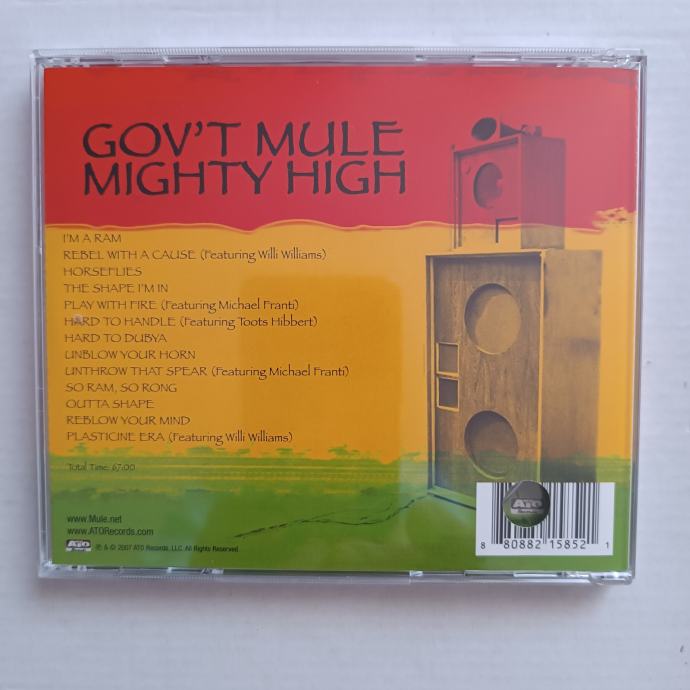 GOV'T MULE
MIGHTY HIGH
I'M A RAM
REBEL WITH A CAUSE (Featuring Willi Williams)
HORSEFLIES
THE SHAPE I'M IN
PLAY WITH FIRE (Featuring Michael Franti)
HARD TO HANDLE (Featuring Toots Hibbert)
HARD TO DUBYA
UNBLOW YOUR HORN
UNTHROW THAT SPEAR (Featuring Michael Franti)
SO RAM, SO RONG
OUTTA SHAPE
REBLOW YOUR MIND
PLASTICINE ERA (Featuring Willi Williams)
Total Time: 67:00
www.Mule.net
www.ATORecords.com
ATO
℗ & © 2007 ATO Records, LLC. All Rights Reserved.
ATO
8 80882 15852 1